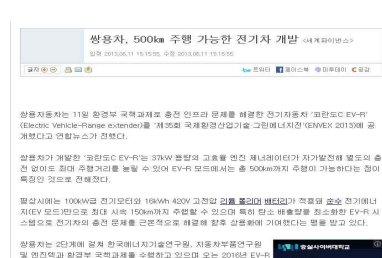 쌍용차, 500km 주행 가능한 전기차 개발 <세계파이낸스>
입력 :2013.06.11 15:15:55, 수정 :2013.06.11 15:15:55
글자
트위터 페이스북 미투데이 C공감
쌍용자동차는 11일 환경부 국책과제로 충전 인프라 문제를 해결한 전기자동차 '코란도C EV-R'
(Electric Vehicle-Range extender)를 '제35회 국제환경산업기술·그린에너지전'(ENVEX 2013)에 공
개했다고 연합뉴스가 전했다.
쌍용차가 개발한 '코란도C EV-R'는 37kW 용량의 고효율 엔진 제너레이터가 자가발전해 별도의 충
전 없이도 최대 주행거리를 늘릴 수 있어 EV-R 모드에서는 총 500km까지 주행이 가능하다는 점이
특징인 것으로 전해졌다.
또 100kW급 전기모터와 16kWh 420V 고전압 리튬 폴리머 배터리가 적용돼 순수 전기에너
지(EV 모드)만으로 최대 시속 150km까지 주행할 수 있으며 특히 탄소 배출량을 최소화한 EV-R 시
스템으로 전기차의 충전 문제를 근본적으로 해결해 향후 상용화에 기여했다는 평을 받고 있다.
쌍용차는 2단계에 걸쳐 한국에너지기술연구원, 자동차부품연구원
및 엔진텍과 환경부 국책과제를 수행하고 있으며 오는 2016년 EV-R
숭실사이버대학교